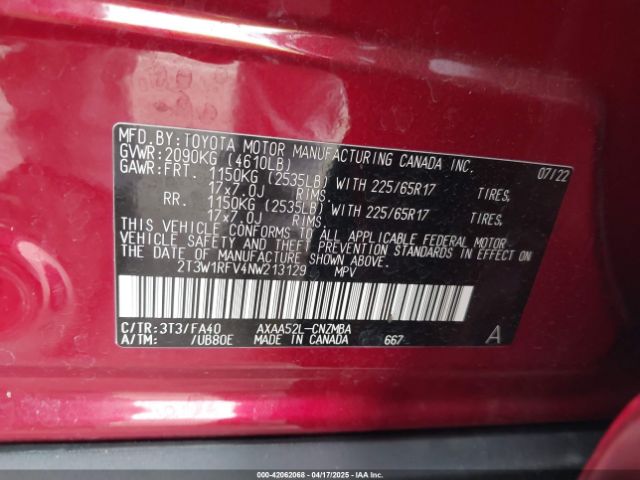 MFD. BY: TOYOTA MOTOR MANUFACTURING CANADA INC. 07/22
GVWR: 2090KG (4610LB)
GAWR: FRT. 1150KG (2535LB) WITH 225/65R17 TIRES,
17x7.0J RIMS.
RR. 1150KG (2535LB) WITH 225/65R17 TIRES,
17x7.0J RIMS.
THIS VEHICLE CONFORMS TO ALL APPLICABLE FEDERAL MOTOR
VEHICLE SAFETY AND THEFT PREVENTION STANDARDS IN EFFECT ON
THE DATE OF MANUFACTURE SHOWN ABOVE.
2T3W1RFV4NW213129 MPV
C/TR: 3T3/FA40 AXAA52L-CNZMBA
A/TM: /UB80E MADE IN CANADA 667 A
000-42062068 - 04/17/2025 - IAAI.COM